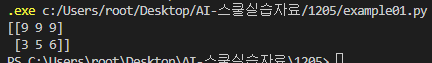 .exe c:/Users/root/Desktop/AI-스쿨실습자료/1205/example01.py
[[9 9 9]
 [3 5 6]]
PS C:\Users\root\Desktop\AI-스쿨실습자료\1205>